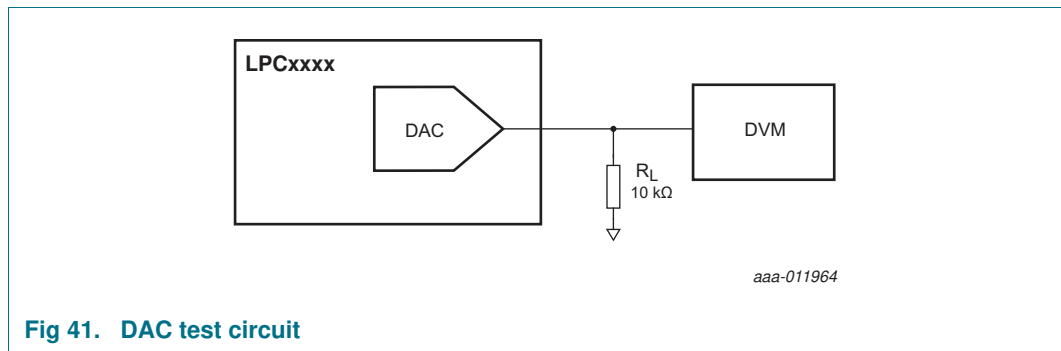 LPCxxxx
DAC
DVM
RL
10 kΩ
aaa-011964
Fig 41. DAC test circuit